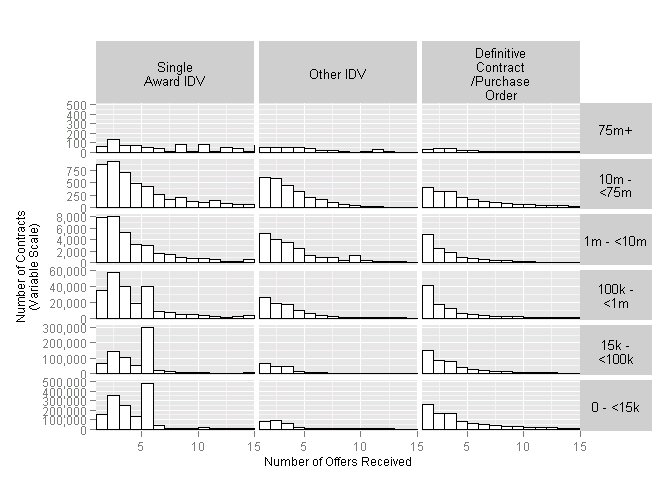 Single
Award IDV
Other IDV
Definitive
Contract
/Purchase
Order
500
400
300
200
100
0
75m+
750
500
250
10m -
<75m
8,000
6,000
4,000
2,000
0
1m - <10m
60,000
40,000
20,000
0
100k -
<1m
300,000
200,000
100,000
0
15k -
<100k
500,000
400,000
300,000
200,000
100,000
0
0 - <15k
Number of Contracts
(Variable Scale)
5 10 15 5 10 15 5 10 15
Number of Offers Received